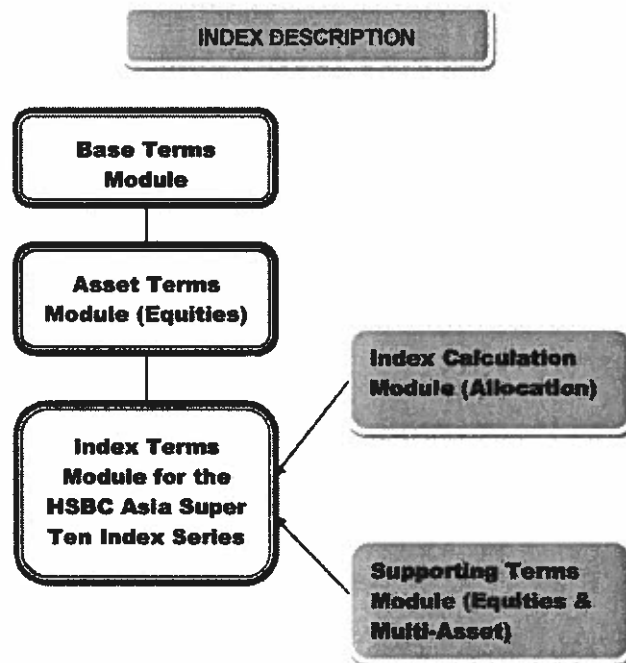 INDEX DESCRIPTION
Base Terms
Module
Asset Terms
Module (Equities)
Index Calculation
Module (Allocation)
Index Terms
Module for the
HSBC Asia Super
Ten Index Series
Supporting Terms
Module (Equities &
Multi-Asset)